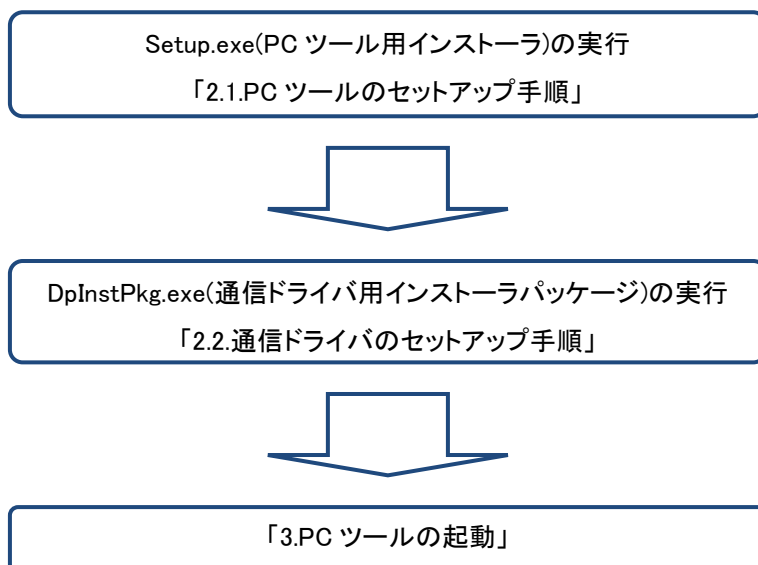 Setup.exe(PC ツール用インストーラ)の実行
「2.1.PC ツールのセットアップ手順」
DpInstPkg.exe(通信ドライバ用インストーラパッケージ)の実行
「2.2.通信ドライバのセットアップ手順」
「3.PC ツールの起動」